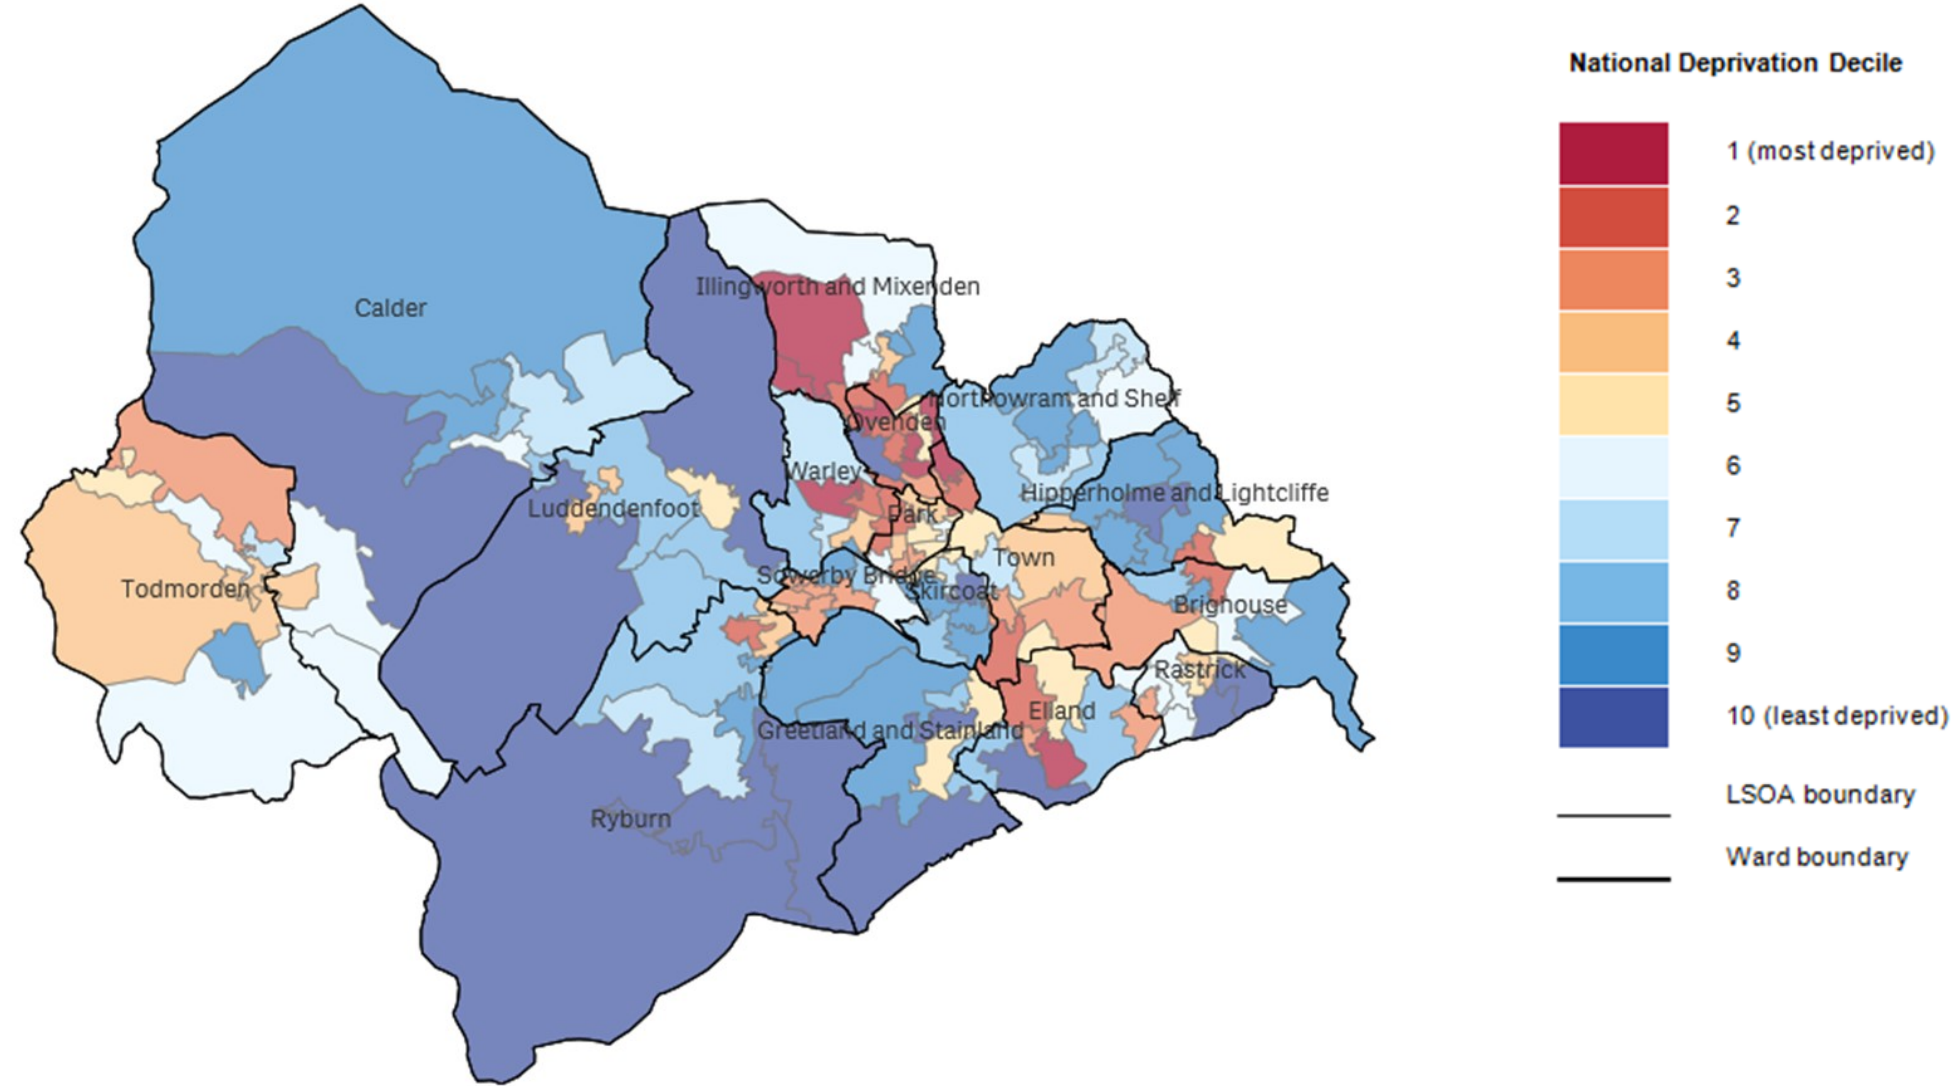 National Deprivation Decile
1 (most deprived)
2
3
4
5
6
7
8
9
10 (least deprived)
LSOA boundary
Ward boundary
Calder
Illingworth and Mixenden
Northowram and Shelf
Ovenden
Warley
Hipperholme and Lightcliffe
Luddendenfoot
Park
Town
Sowerby Bridge
Todmorden
Skircoat
Brighouse
Rastrick
Elland
Greetland and Stainland
Ryburn